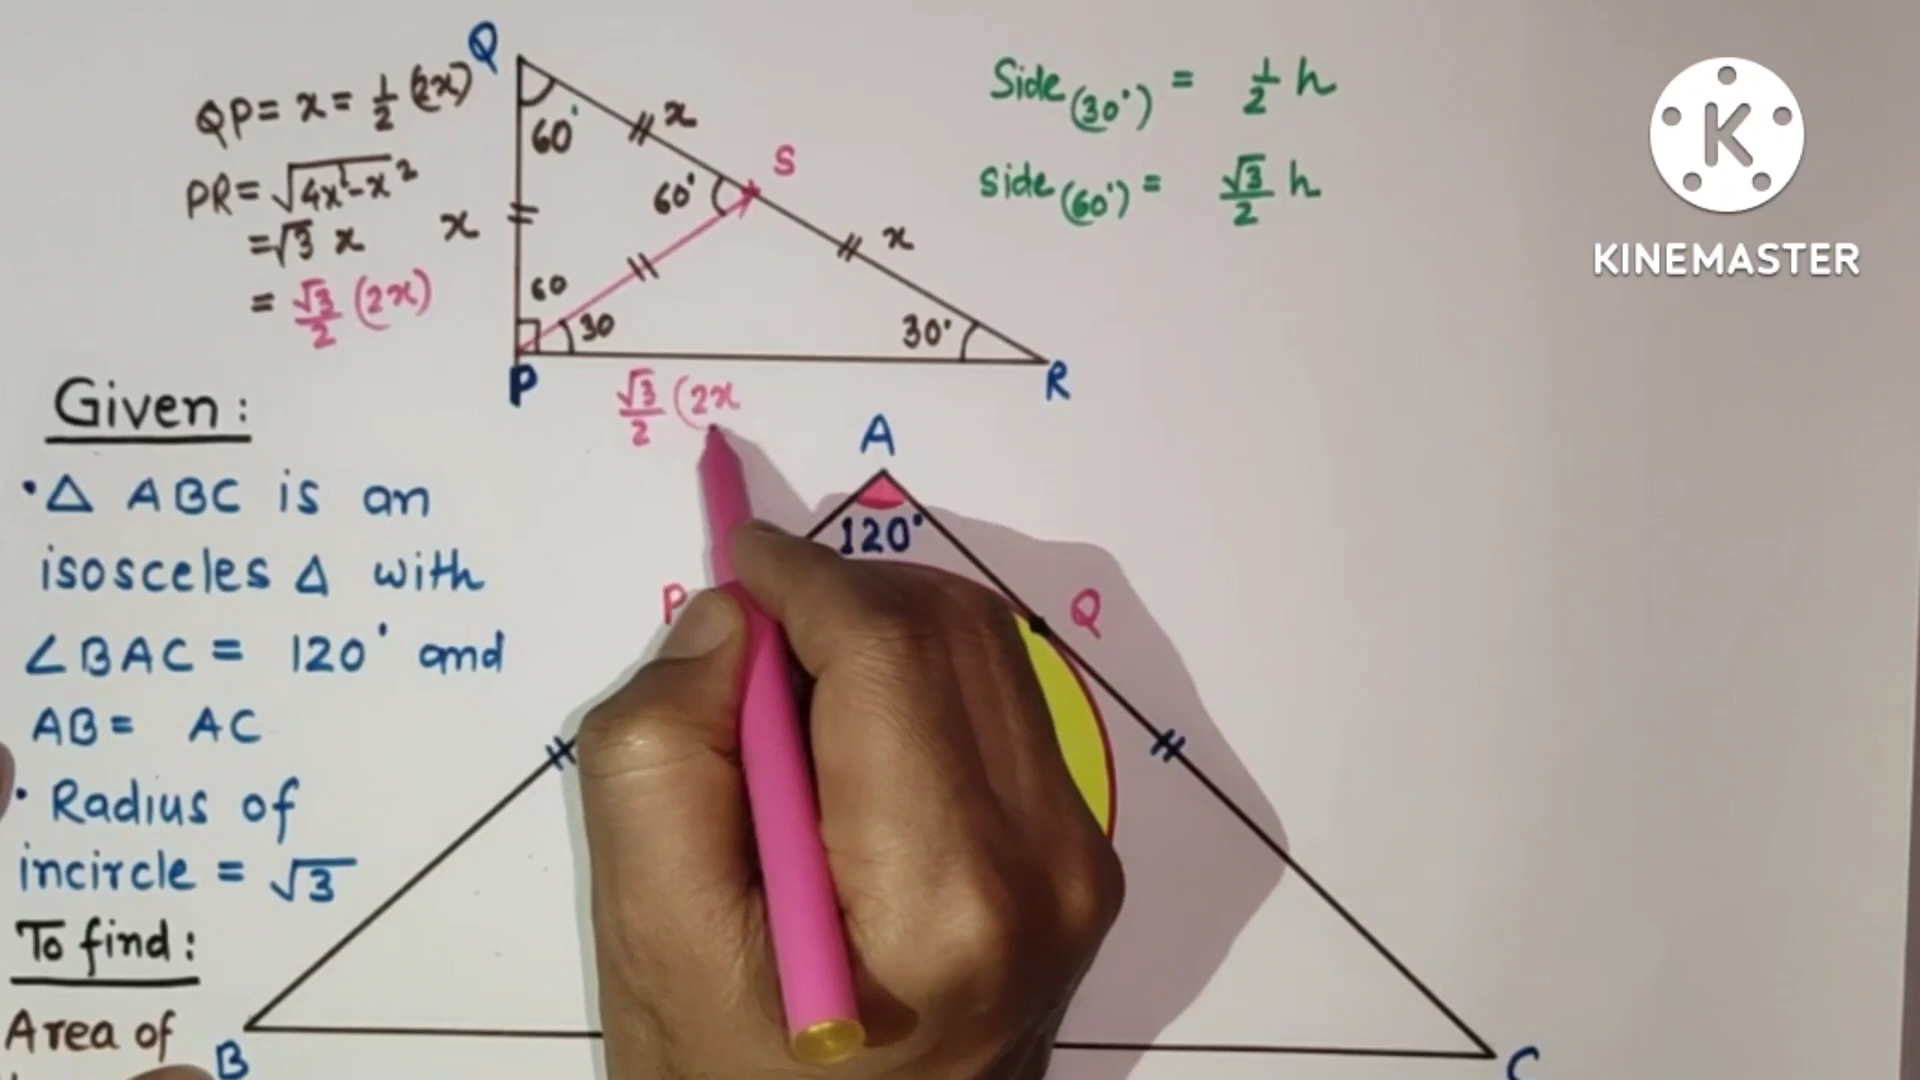 Q
QP = x = 1/2 (2x)
PR = √4x²-x²
= √3 x
= √3/2 (2x)
x
60°
x
S
60°
x
60
30
30°
P
R
√3/2 (2x
Side(30°) = 1/2 h
side(60°) = √3/2 h
K
KINEMASTER
Given:
• Δ ABC is an
isosceles Δ with
∠BAC = 120° and
AB = AC
• Radius of
incircle = √3
To find:
Area of
A
120°
P
Q
B
C